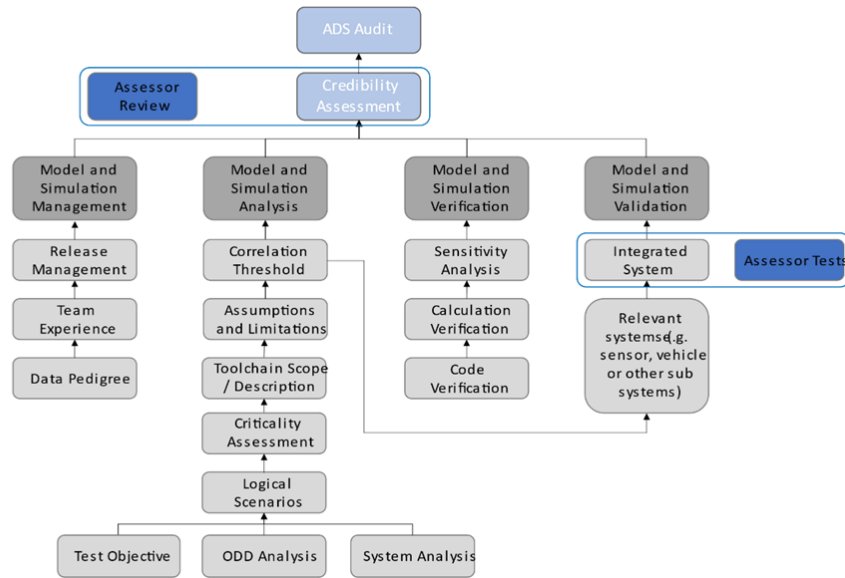 ADS Audit
Assessor
Review
Credibility
Assessment
Model and
Simulation
Management
Model and
Simulation
Analysis
Model and
Simulation
Verification
Model and
Simulation
Validation
Release
Management
Correlation
Threshold
Sensitivity
Analysis
Integrated
System
Assessor Tests
Team
Experience
Assumptions
and Limitations
Calculation
Verification
Relevant
systemse(.g.
sensor, vehicle
or other sub
systems)
Data Pedigree
Toolchain Scope
/ Description
Code
Verification
Criticality
Assessment
Logical
Scenarios
Test Objective
ODD Analysis
System Analysis